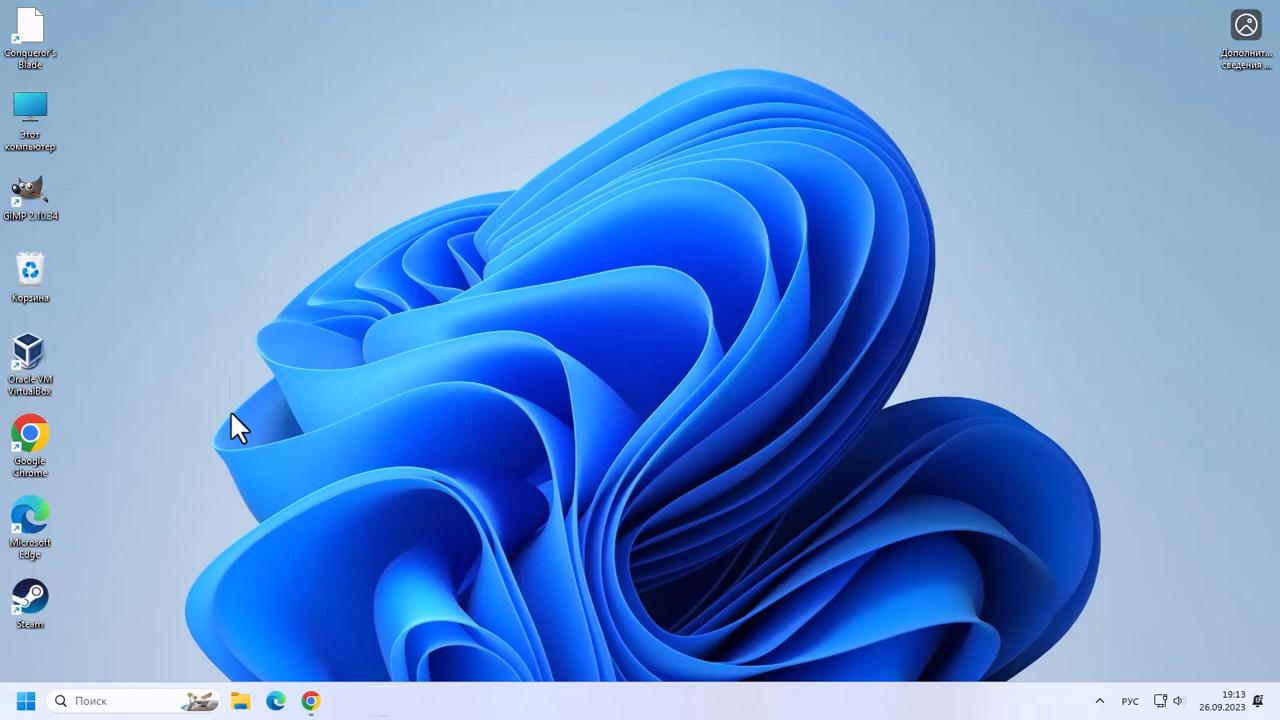 Conqueror's
Blade
Этот
компьютер
GIMP 2.10.34
Корзина
Oracle VM
VirtualBox
Google
Chrome
Microsoft
Edge
Steam
Дополнит...
сведения ...
Поиск
РУС
19:13
26.09.2023